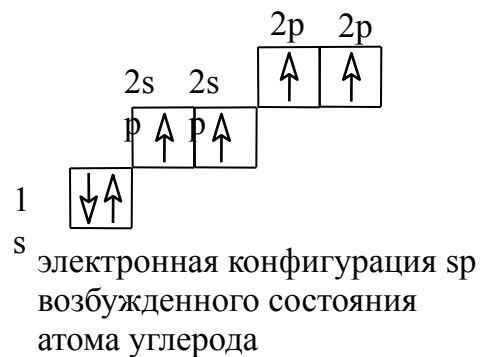 2p 2p
2s 2s
p p
1
s
электронная конфигурация sp
возбужденного состояния
атома углерода